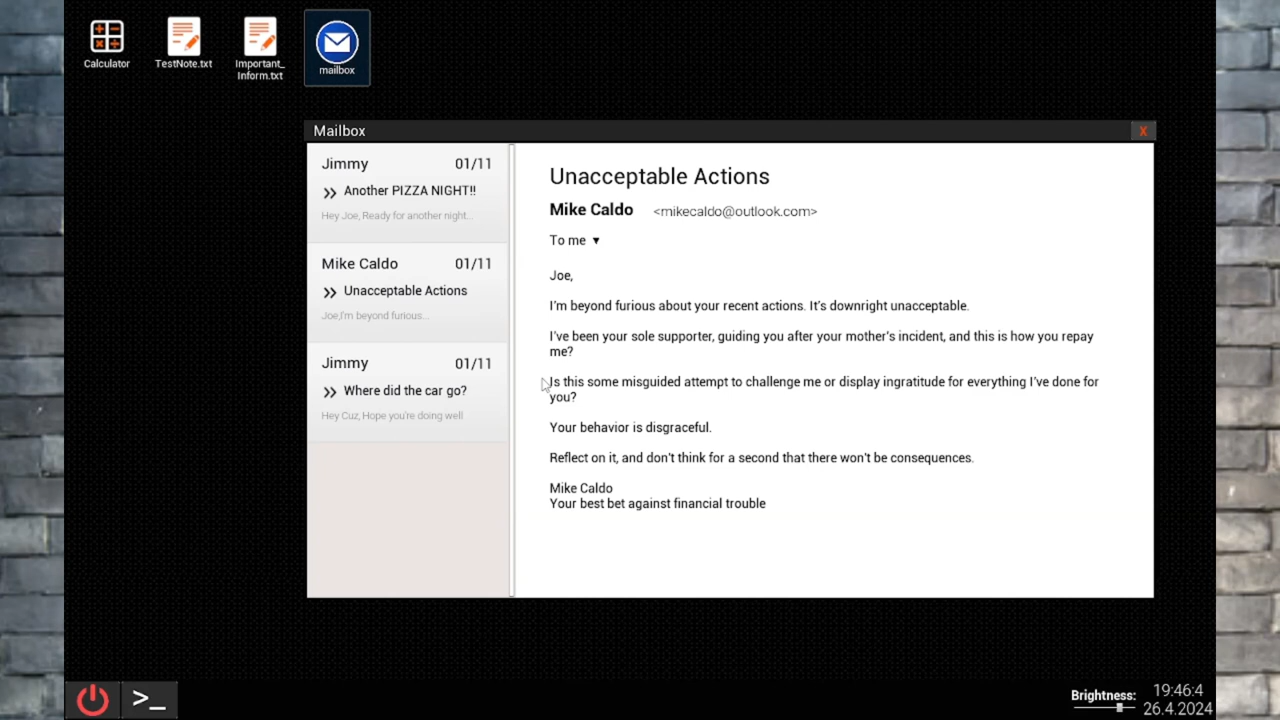 Calculator
TestNote.txt
Important_
Inform.txt
mailbox
Mailbox
X
Jimmy 01/11
Another PIZZA NIGHT!!
Hey Joe, Ready for another night...
Mike Caldo 01/11
Unacceptable Actions
Joe,I'm beyond furious...
Jimmy 01/11
Where did the car go?
Hey Cuz, Hope you're doing well
Unacceptable Actions
Mike Caldo <mikecaldo@outlook.com>
To me ▼
Joe,
I'm beyond furious about your recent actions. It's downright unacceptable.
I've been your sole supporter, guiding you after your mother's incident, and this is how you repay
me?
Is this some misguided attempt to challenge me or display ingratitude for everything I've done for
you?
Your behavior is disgraceful.
Reflect on it, and don't think for a second that there won't be consequences.
Mike Caldo
Your best bet against financial trouble
>_
Brightness:
19:46:4
26.4.2024